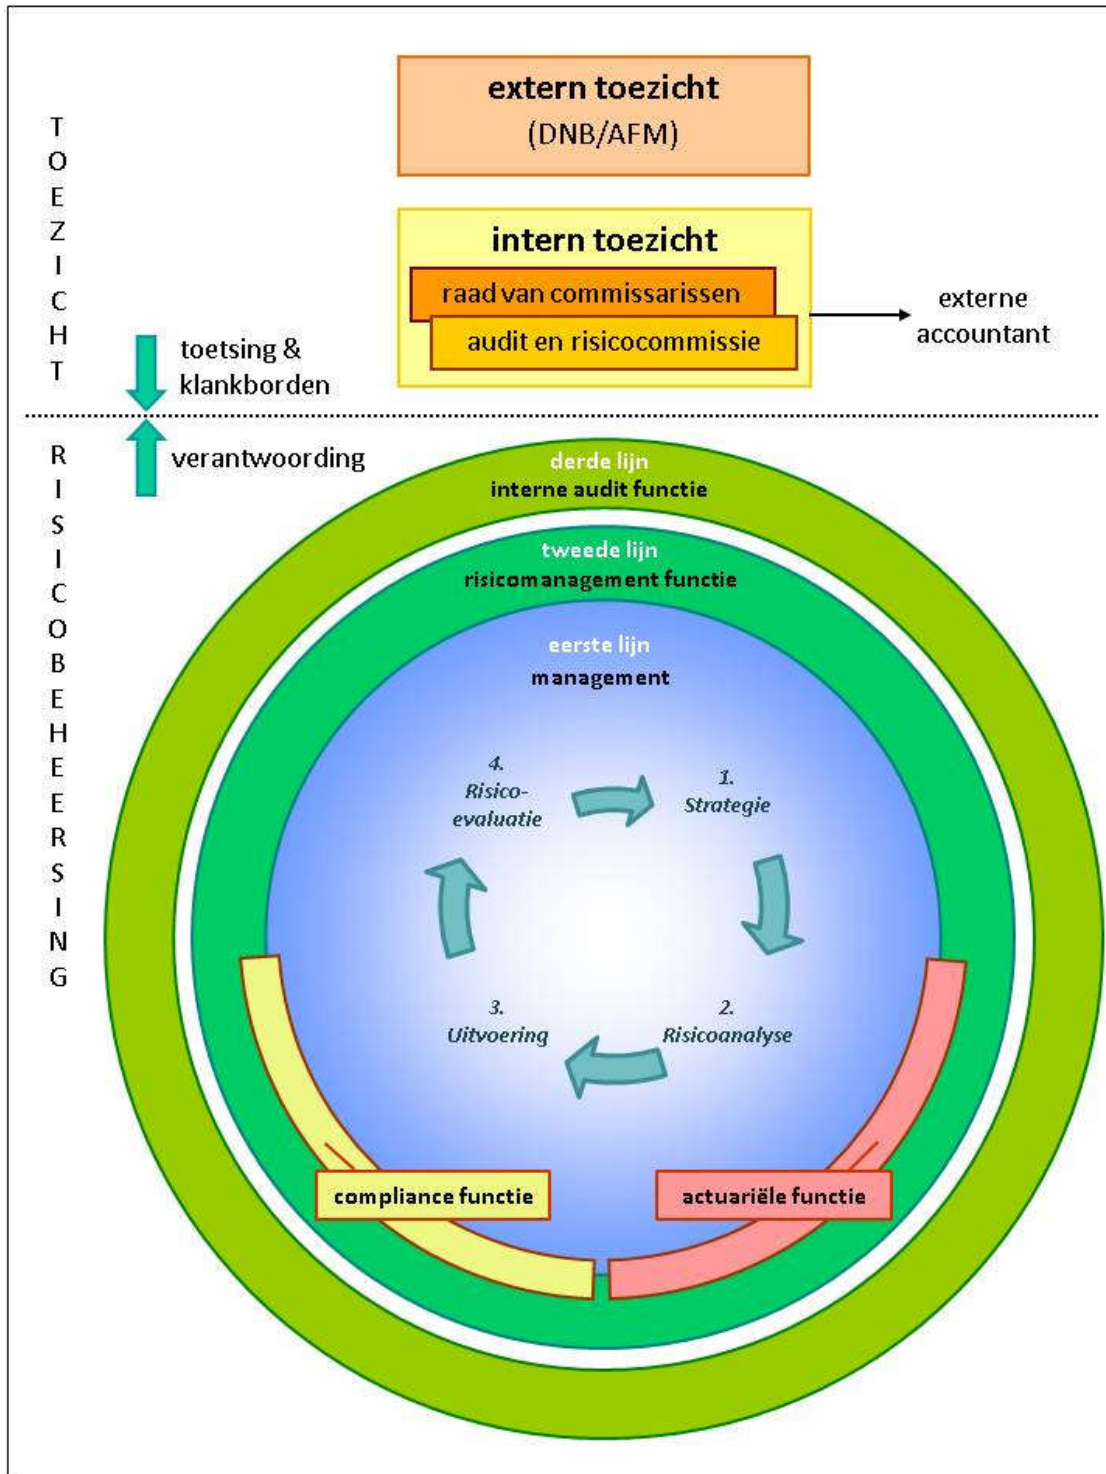 TOEZICHT
extern toezicht
(DNB/AFM)
intern toezicht
raad van commissarissen
audit en risicocommissie
externe
accountant
toetsing &
klankborden
verantwoording
RISICOBEHEERSING
derde lijn
interne audit functie
tweede lijn
risicomanagement functie
eerste lijn
management
4.
Risico-
evaluatie
1.
Strategie
3.
Uitvoering
2.
Risicoanalyse
compliance functie
actuariële functie